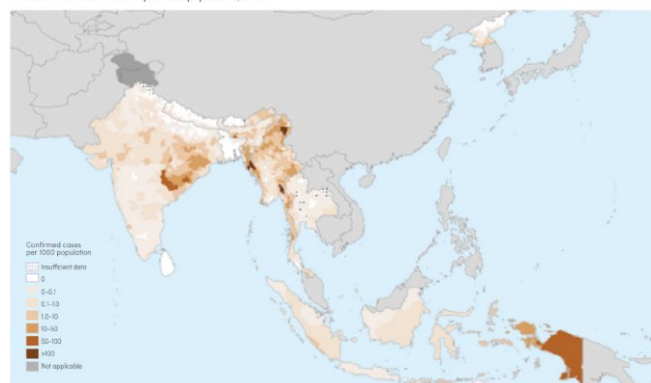 Confirmed cases
per 1000 population
Insufficient data
0
0–0.1
0.1–1.0
1.0–10
10–50
50–100
>100
Not applicable